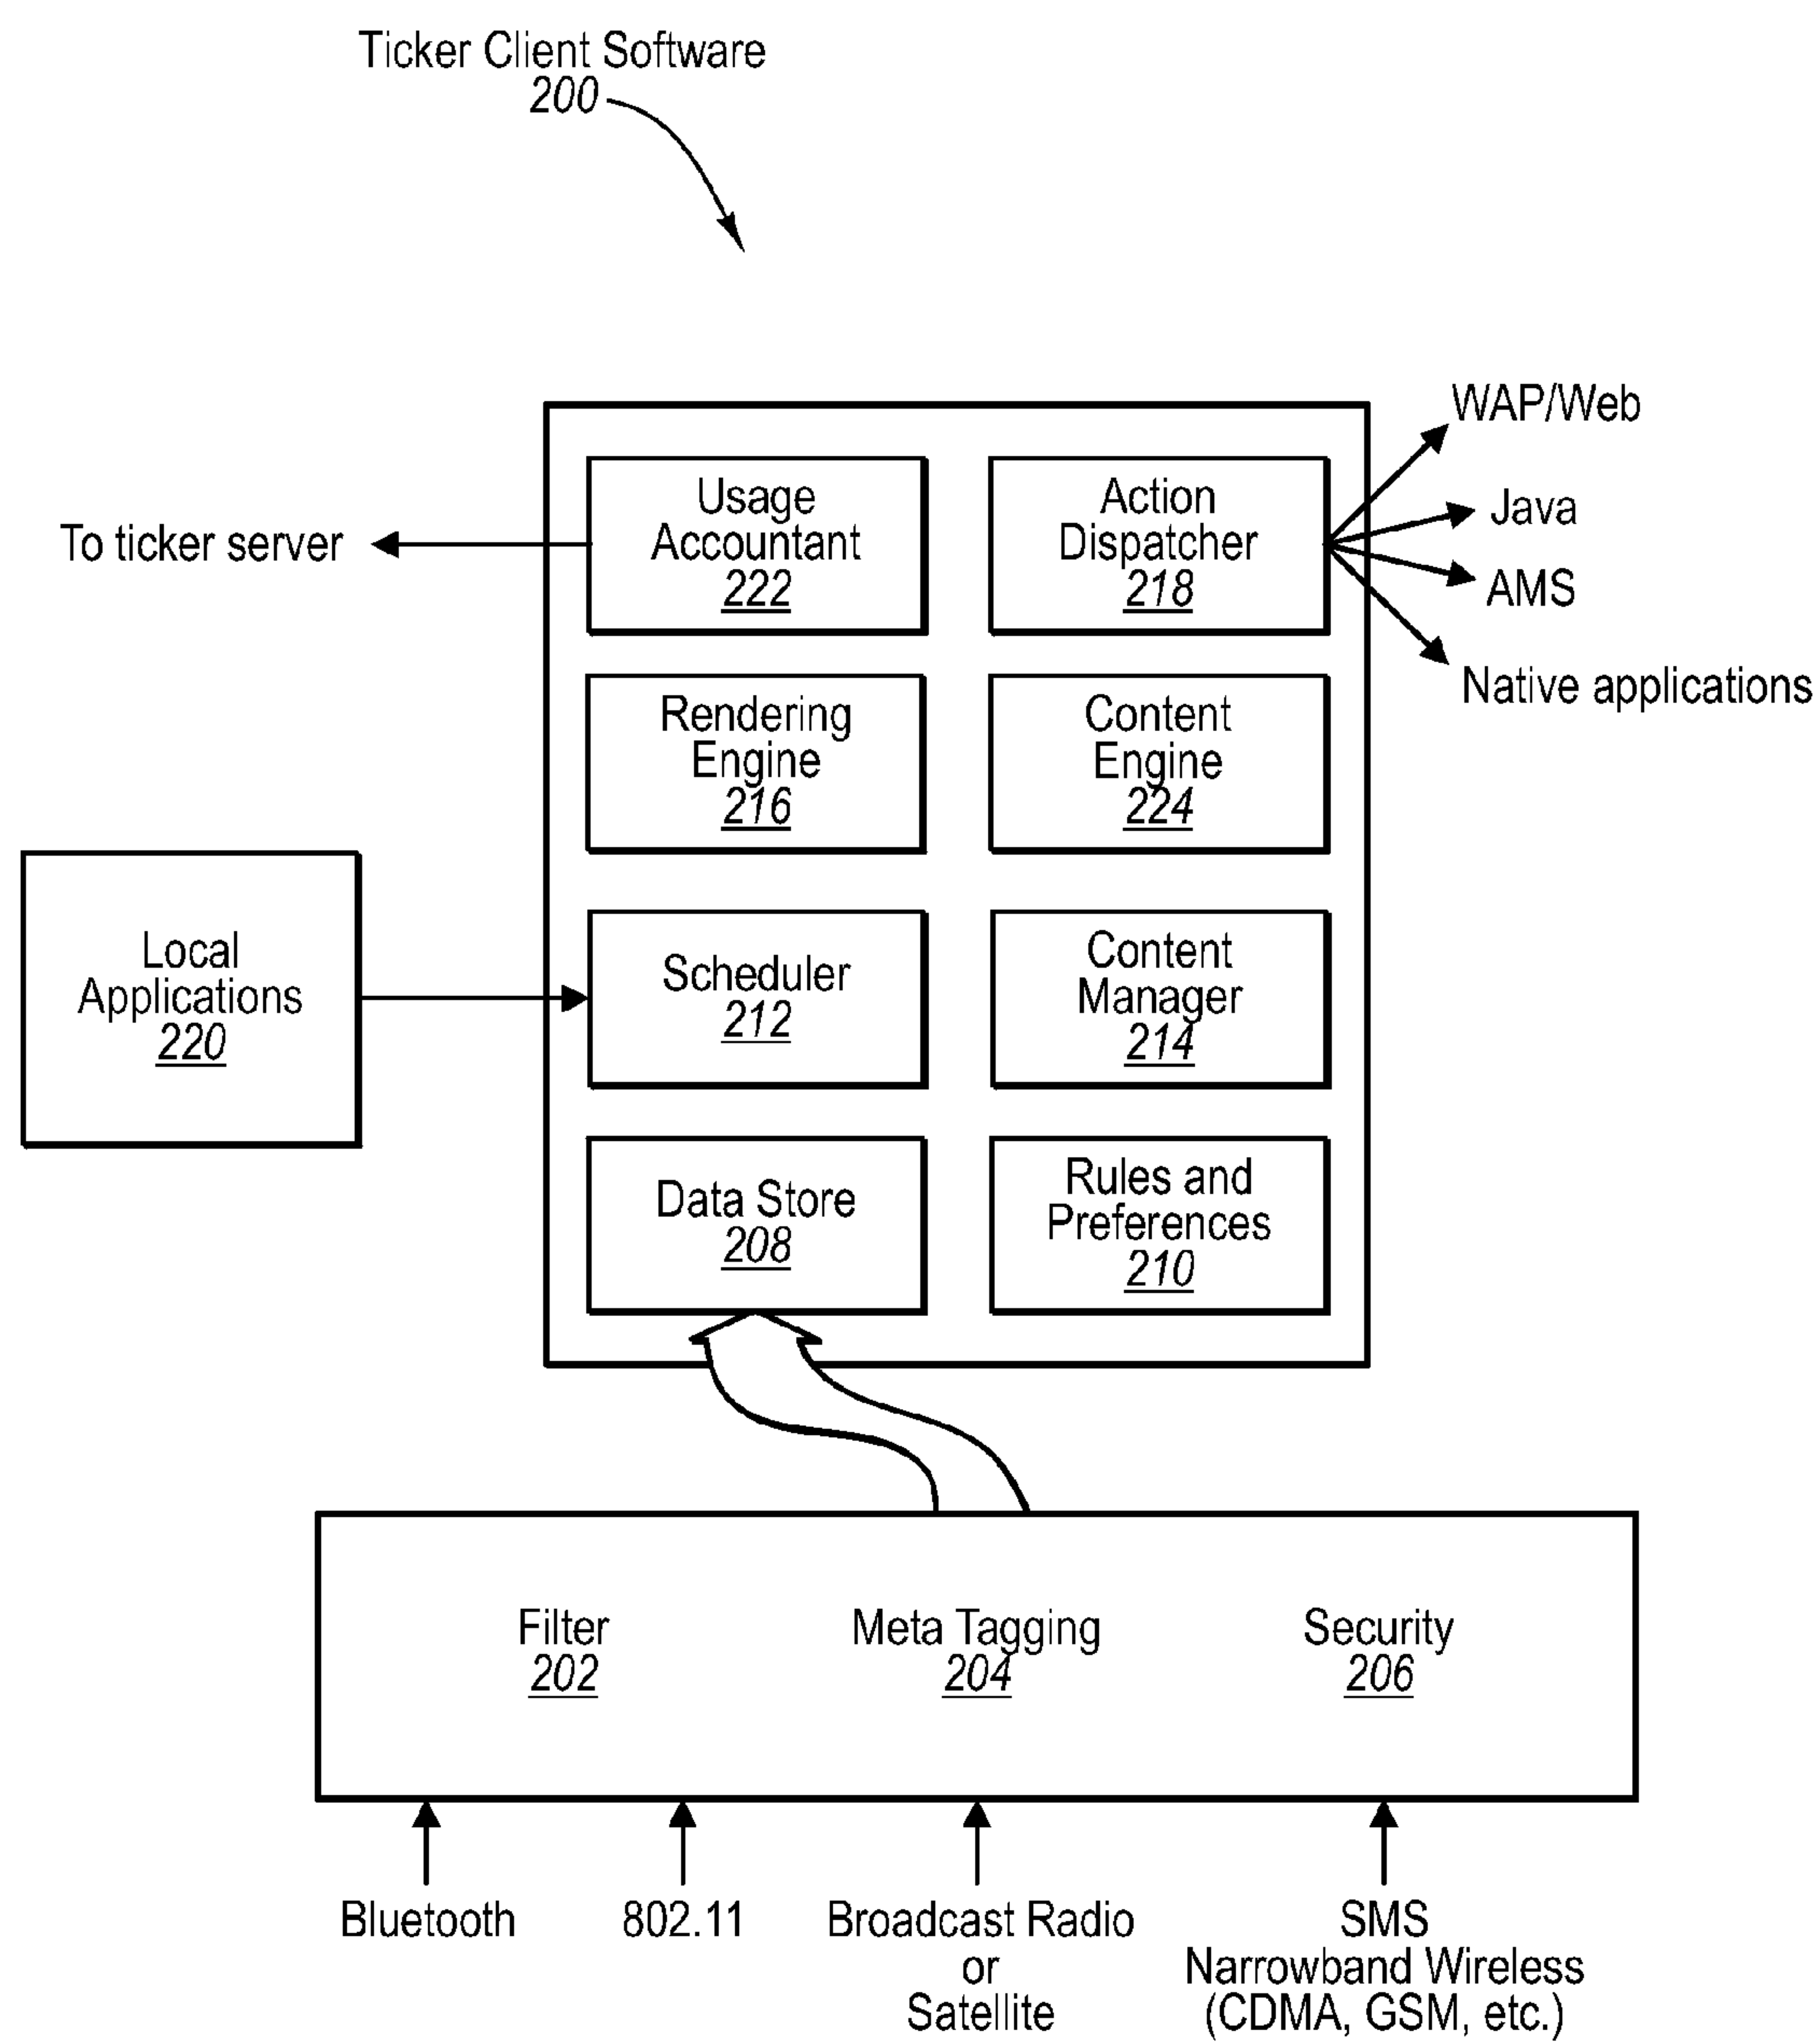 Ticker Client Software
200
WAP/Web
Java
AMS
Native applications
To ticker server
Usage
Accountant
222
Action
Dispatcher
218
Rendering
Engine
216
Content
Engine
224
Local
Applications
220
Scheduler
212
Content
Manager
214
Data Store
208
Rules and
Preferences
210
Filter
202
Meta Tagging
204
Security
206
Bluetooth
802.11
Broadcast Radio
or
Satellite
SMS
Narrowband Wireless
(CDMA, GSM, etc.)